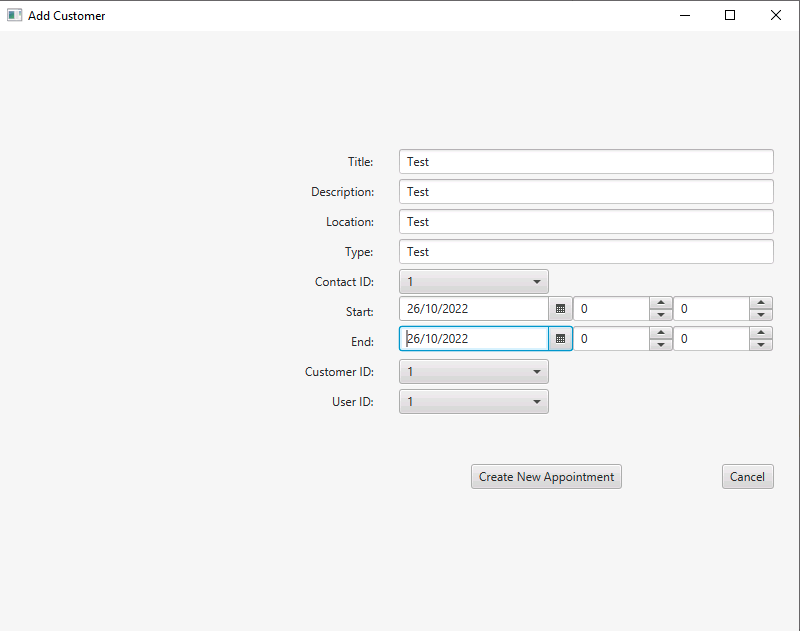 Add Customer
Title: Test
Description: Test
Location: Test
Type: Test
Contact ID: 1
Start: 26/10/2022 0 0
End: 26/10/2022 0 0
Customer ID: 1
User ID: 1
Create New Appointment Cancel